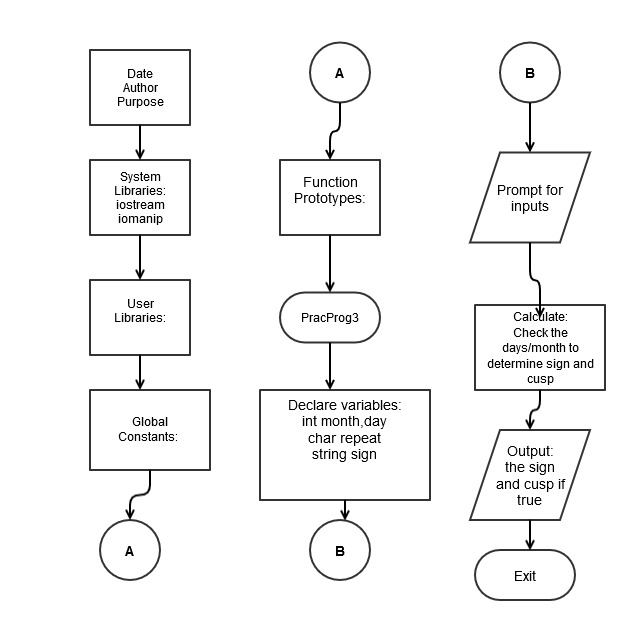 Date
Author
Purpose
System
Libraries:
iostream
iomanip
User
Libraries:
Global
Constants:
A
A
Function
Prototypes:
PracProg3
Declare variables:
int month,day
char repeat
string sign
B
B
Prompt for
inputs
Calculate:
Check the
days/month to
determine sign and
cusp
Output:
the sign
and cusp if
true
Exit